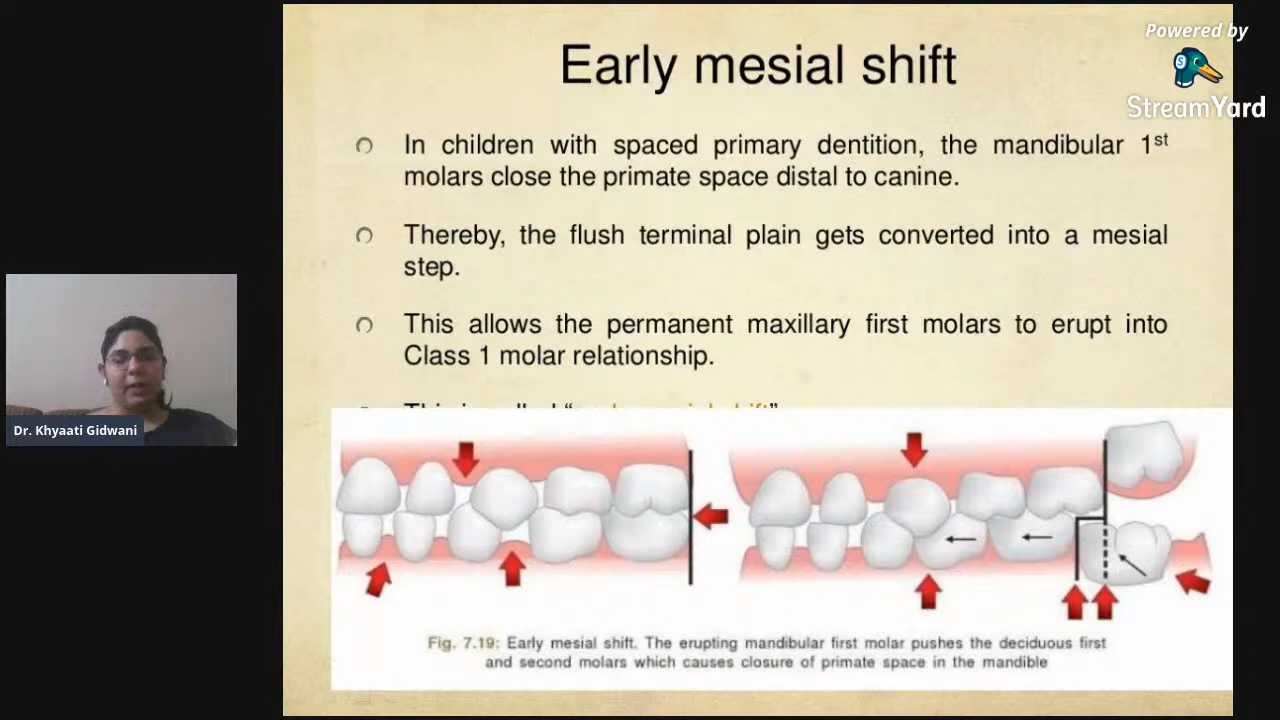 Powered by
StreamYard
Early mesial shift
In children with spaced primary dentition, the mandibular 1st
molars close the primate space distal to canine.
Thereby, the flush terminal plain gets converted into a mesial
step.
This allows the permanent maxillary first molars to erupt into
Class 1 molar relationship.
Dr. Khyaati Gidwani
Fig. 7.19: Early mesial shift. The erupting mandibular first molar pushes the deciduous first
and second molars which causes closure of primate space in the mandible